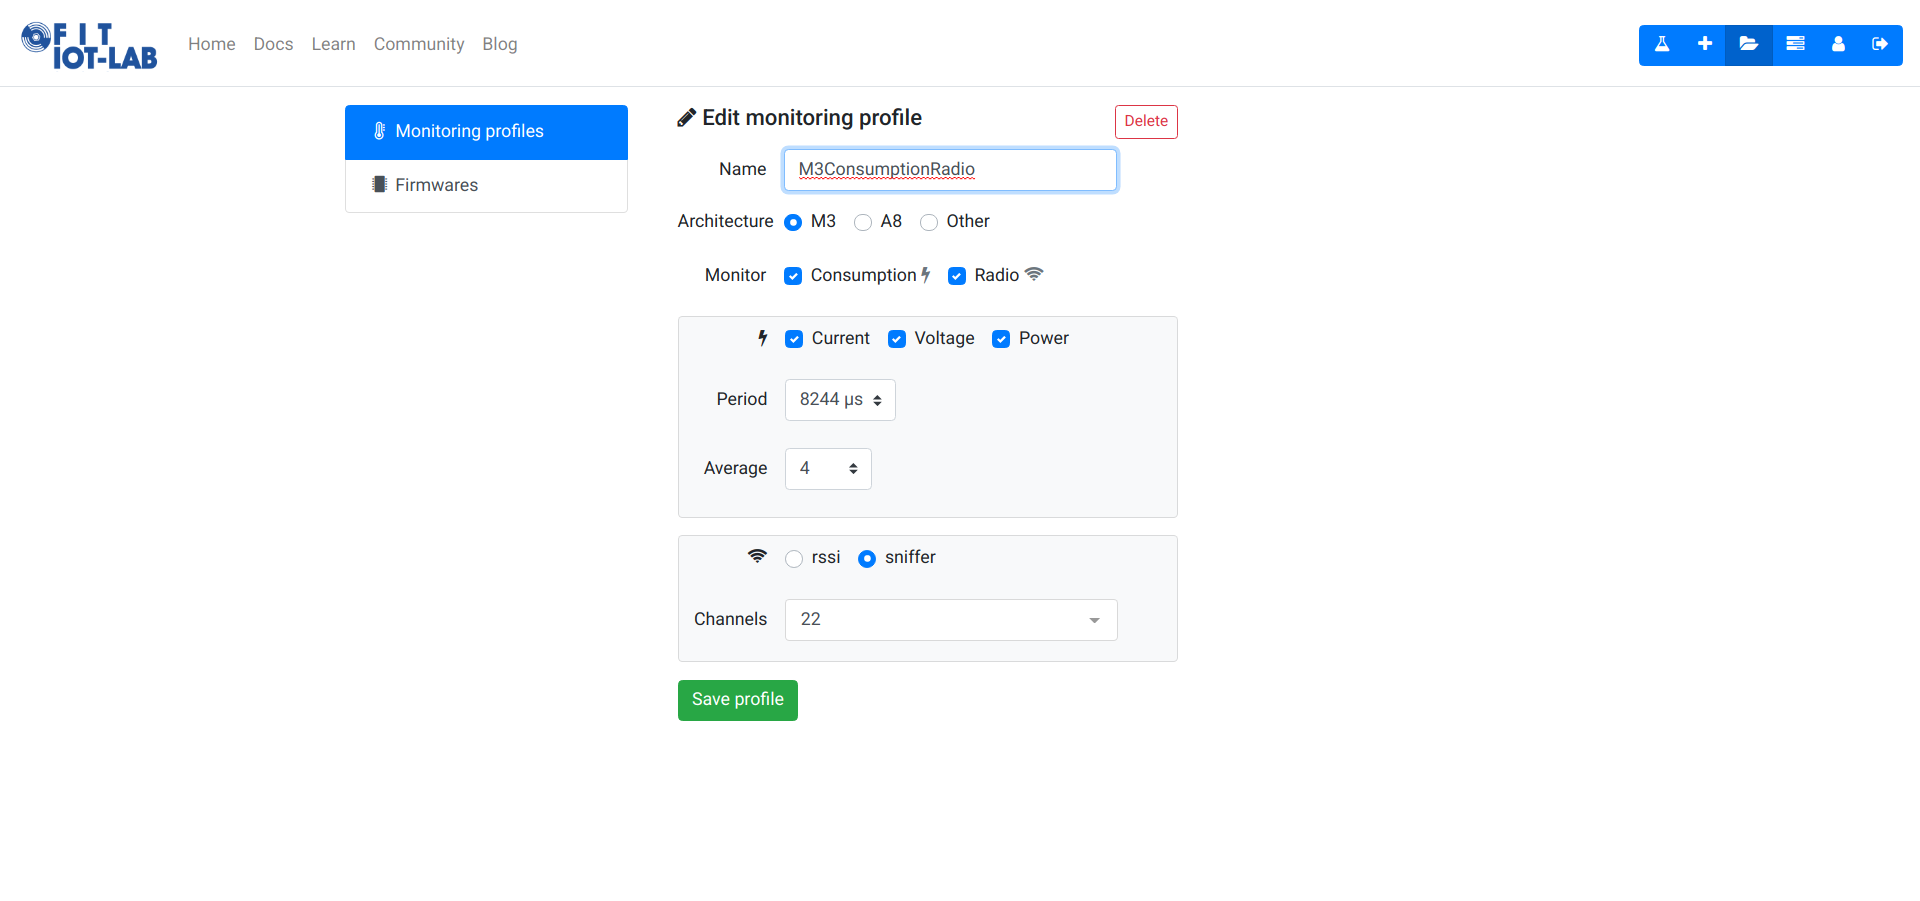 FIT
IOT-LAB
Home Docs Learn Community Blog
Monitoring profiles
Firmwares
Edit monitoring profile
Delete
Name M3ConsumptionRadio
Architecture M3 A8 Other
Monitor Consumption Radio
Current Voltage Power
Period 8244 µs
Average 4
rssi sniffer
Channels 22
Save profile